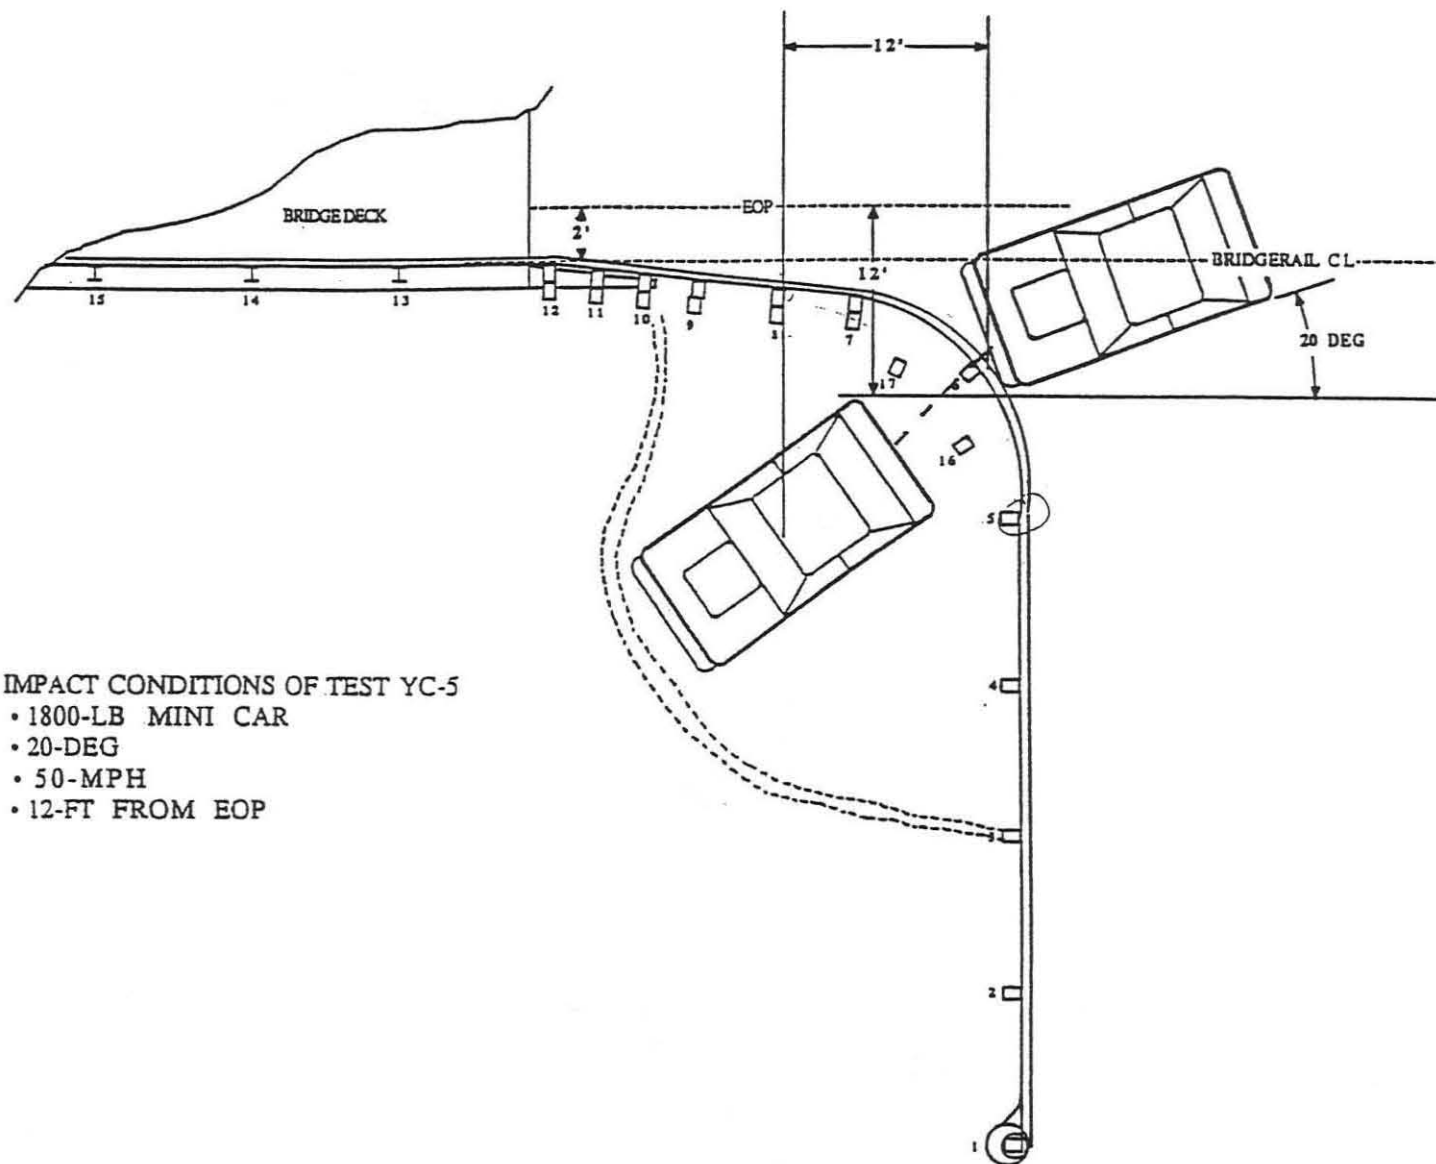 12'
BRIDGE DECK
EOP
2'
12'
BRIDGERAIL CL
20 DEG
15
14
13
12
11
10
9
7
17
6
16
5
4
3
2
1
IMPACT CONDITIONS OF TEST YC-5
• 1800-LB MINI CAR
• 20-DEG
• 50-MPH
• 12-FT FROM EOP